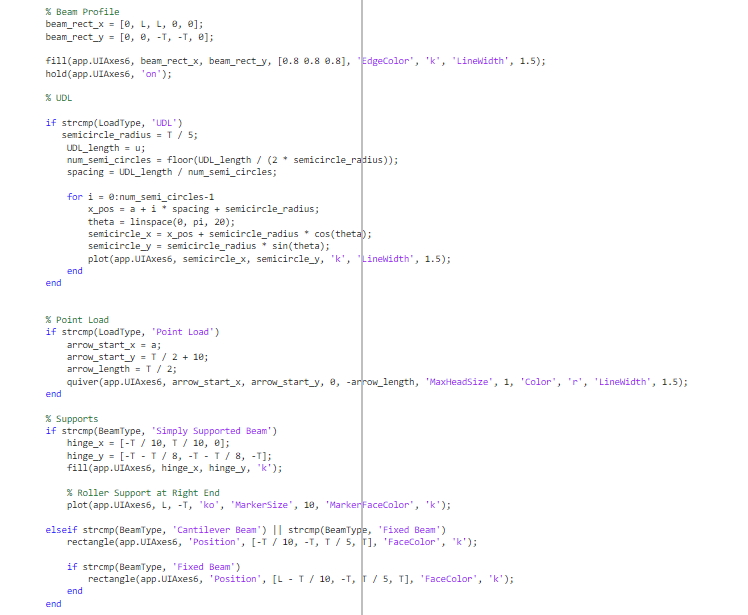 % Beam Profile
beam_rect_x = [0, L, L, 0, 0];
beam_rect_y = [0, 0, -T, -T, 0];
fill(app.UIAxes6, beam_rect_x, beam_rect_y, [0.8 0.8 0.8], 'EdgeColor', 'k', 'LineWidth', 1.5);
hold(app.UIAxes6, 'on');
% UDL
if strcmp(LoadType, 'UDL')
semicircle_radius = T / 5;
UDL_length = u;
num_semi_circles = floor(UDL_length / (2 * semicircle_radius));
spacing = UDL_length / num_semi_circles;
for i = 0:num_semi_circles-1
x_pos = a + i * spacing + semicircle_radius;
theta = linspace(0, pi, 20);
semicircle_x = x_pos + semicircle_radius * cos(theta);
semicircle_y = semicircle_radius * sin(theta);
plot(app.UIAxes6, semicircle_x, semicircle_y, 'k', 'LineWidth', 1.5);
end
end
% Point Load
if strcmp(LoadType, 'Point Load')
arrow_start_x = a;
arrow_start_y = T / 2 + 10;
arrow_length = T / 2;
quiver(app.UIAxes6, arrow_start_x, arrow_start_y, 0, -arrow_length, 'MaxHeadSize', 1, 'Color', 'r', 'LineWidth', 1.5);
end
% Supports
if strcmp(BeamType, 'Simply Supported Beam')
hinge_x = [-T / 10, T / 10, 0];
hinge_y = [-T - T / 8, -T - T / 8, -T];
fill(app.UIAxes6, hinge_x, hinge_y, 'k');
% Roller Support at Right End
plot(app.UIAxes6, L, -T, 'ko', 'MarkerSize', 10, 'MarkerFaceColor', 'k');
elseif strcmp(BeamType, 'Cantilever Beam') || strcmp(BeamType, 'Fixed Beam')
rectangle(app.UIAxes6, 'Position', [-T / 10, -T, T / 5, T], 'FaceColor', 'k');
if strcmp(BeamType, 'Fixed Beam')
rectangle(app.UIAxes6, 'Position', [L - T / 10, -T, T / 5, T], 'FaceColor', 'k');
end
end